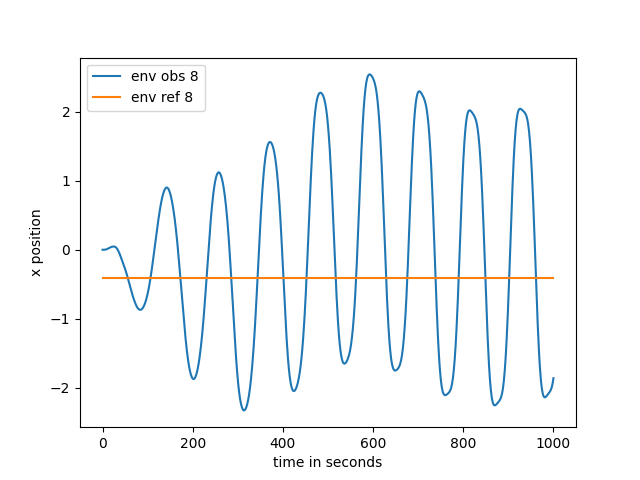 env obs 8
env ref 8
2
1
0
−1
−2
x position
0 200 400 600 800 1000
time in seconds